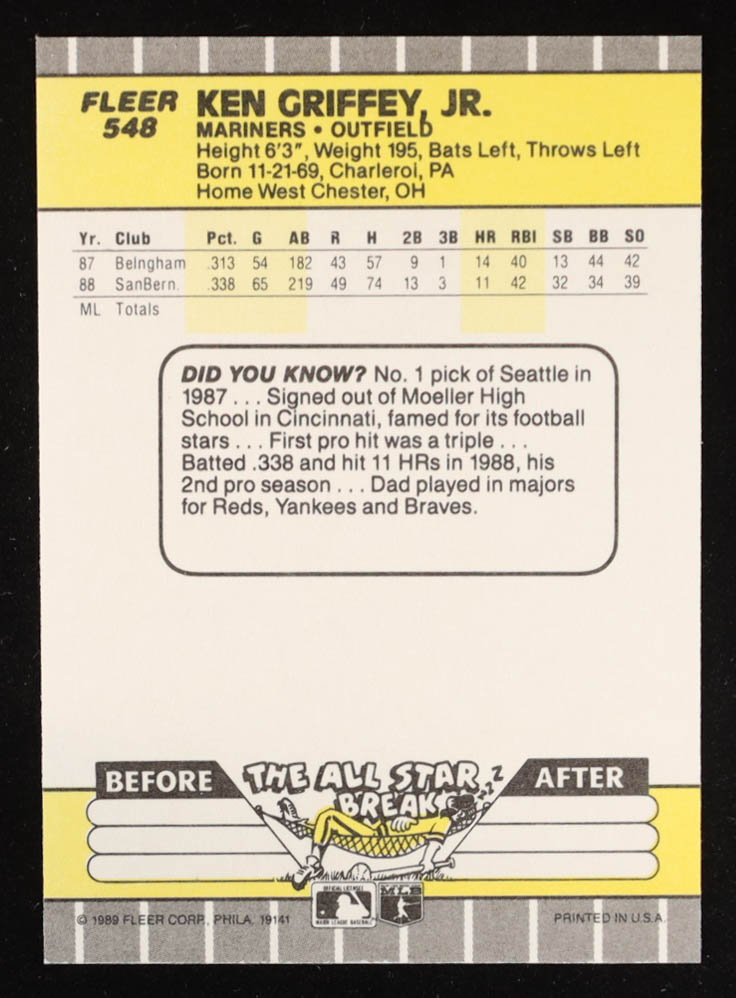 FLEER
548
KEN GRIFFEY, JR.
MARINERS • OUTFIELD
Height 6'3", Weight 195, Bats Left, Throws Left
Born 11-21-69, Charleroi, PA
Home West Chester, OH
Yr. Club Pct. G AB R H 2B 3B HR RBI SB BB SO
87 Belngham .313 54 182 43 57 9 1 14 40 13 44 42
88 SanBern. .338 65 219 49 74 13 3 11 42 32 34 39
ML Totals
DID YOU KNOW? No. 1 pick of Seattle in
1987 . . . Signed out of Moeller High
School in Cincinnati, famed for its football
stars . . . First pro hit was a triple . . .
Batted .338 and hit 11 HRs in 1988, his
2nd pro season . . . Dad played in majors
for Reds, Yankees and Braves.
BEFORE
THE ALL STAR
BREAK
zzZ
AFTER
OFFICIAL LICENSEE
MAJOR LEAGUE BASEBALL
© 1989 FLEER CORP., PHILA. 19141
PRINTED IN U.S.A.